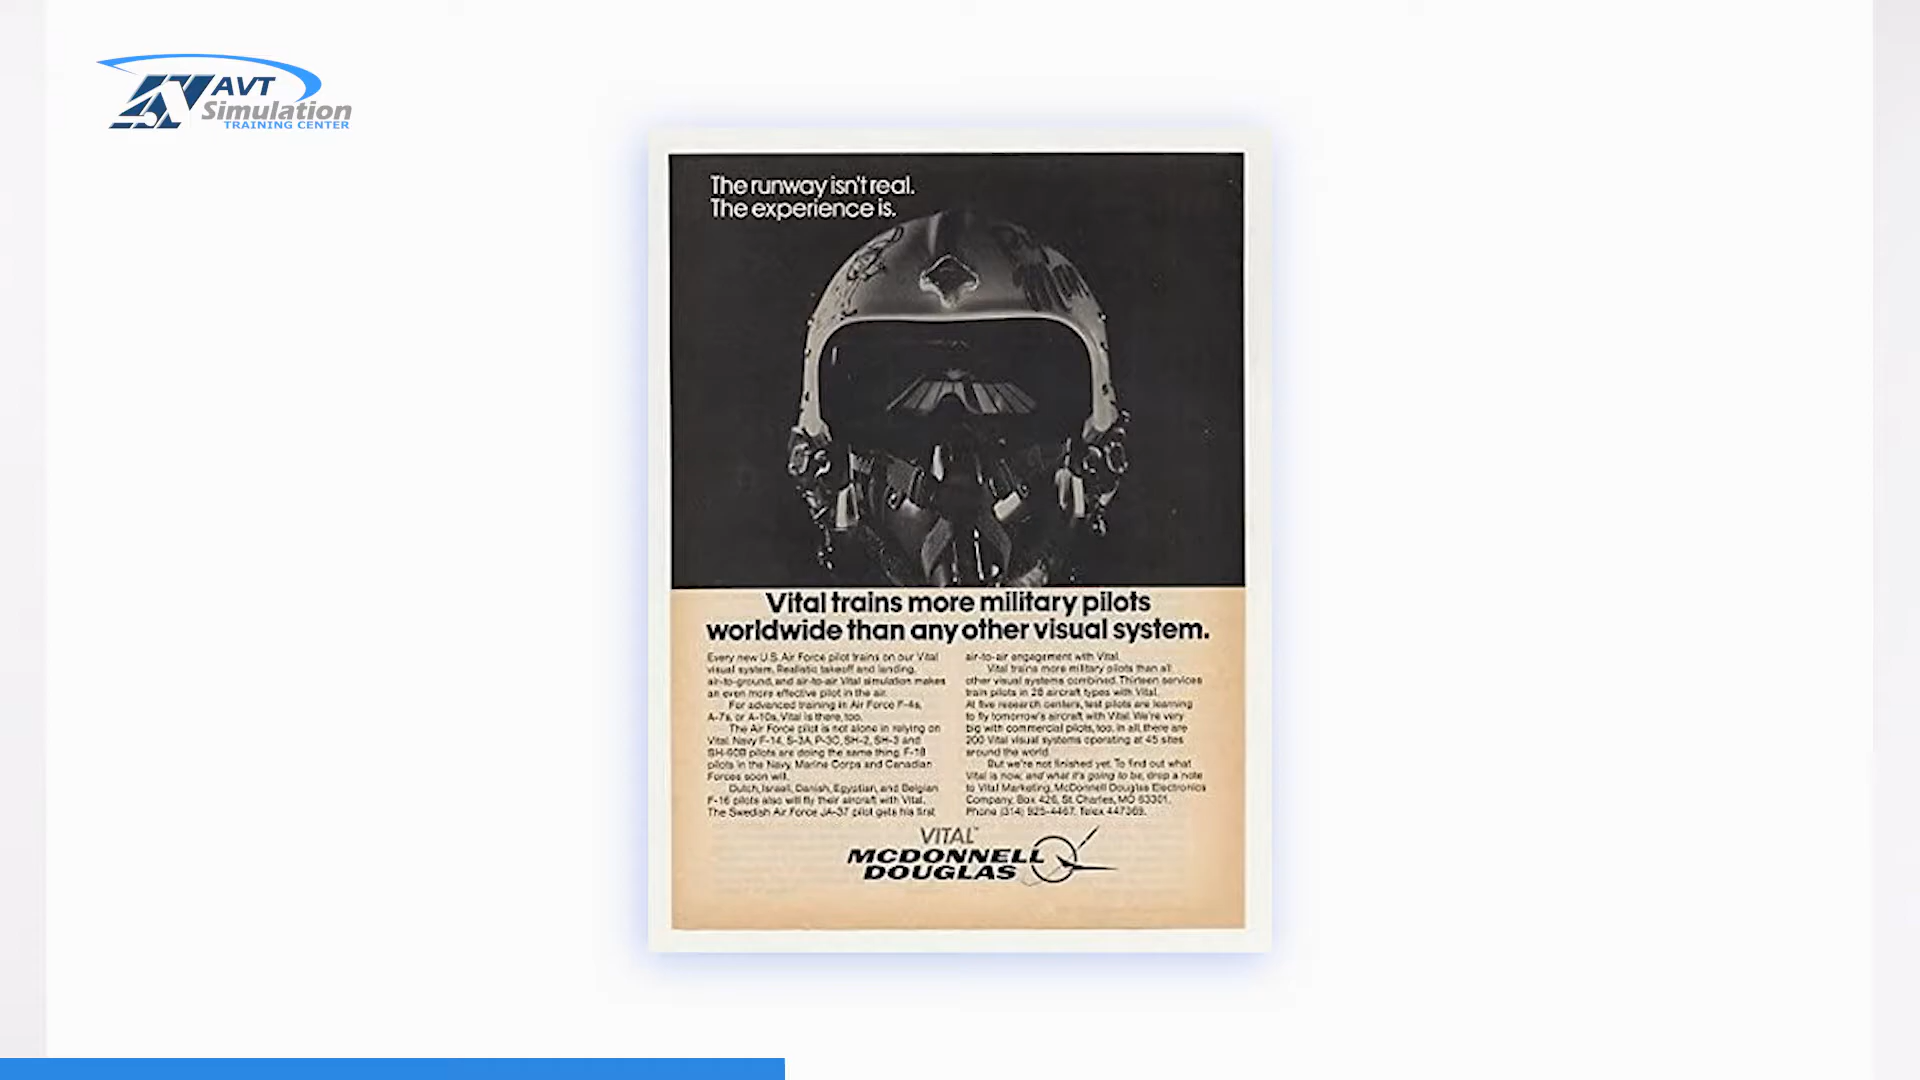 AVT
Simulation
TRAINING CENTER
The runway isn't real.
The experience is.
Vital trains more military pilots
worldwide than any other visual system.
Every new U.S. Air Force pilot trains on our Vital
visual system. Realistic takeoff and landing,
air-to-ground, and air-to-air Vital simulation makes
an even more effective pilot in the air.
For advanced training in Air Force F-4s,
A-7s, or A-10s, Vital is there, too.
The Air Force pilot is not alone in relying on
Vital. Navy F-14, S-3A, P-3C, SH-2, SH-3 and
SH-60B pilots are doing the same thing. F-18
pilots in the Navy, Marine Corps and Canadian
Forces soon will.
Dutch, Israeli, Danish, Egyptian, and Belgian
F-16 pilots also will fly their aircraft with Vital.
The Swedish Air Force JA-37 pilot gets his first
air-to-air engagement with Vital.
Vital trains more military pilots than all
other visual systems combined. Thirteen services
train pilots in 28 aircraft types with Vital.
At five research centers, test pilots are learning
to fly tomorrow's aircraft with Vital. We're very
big with commercial pilots, too. In all, there are
200 Vital visual systems operating at 45 sites
around the world.
But we're not finished yet. To find out what
Vital is now, and what it's going to be, drop a note
to Vital Marketing, McDonnell Douglas Electronics
Company, Box 426, St. Charles, MO 63301.
Phone (314) 925-4467. Telex 447369.
VITAL™
MCDONNELL
DOUGLAS